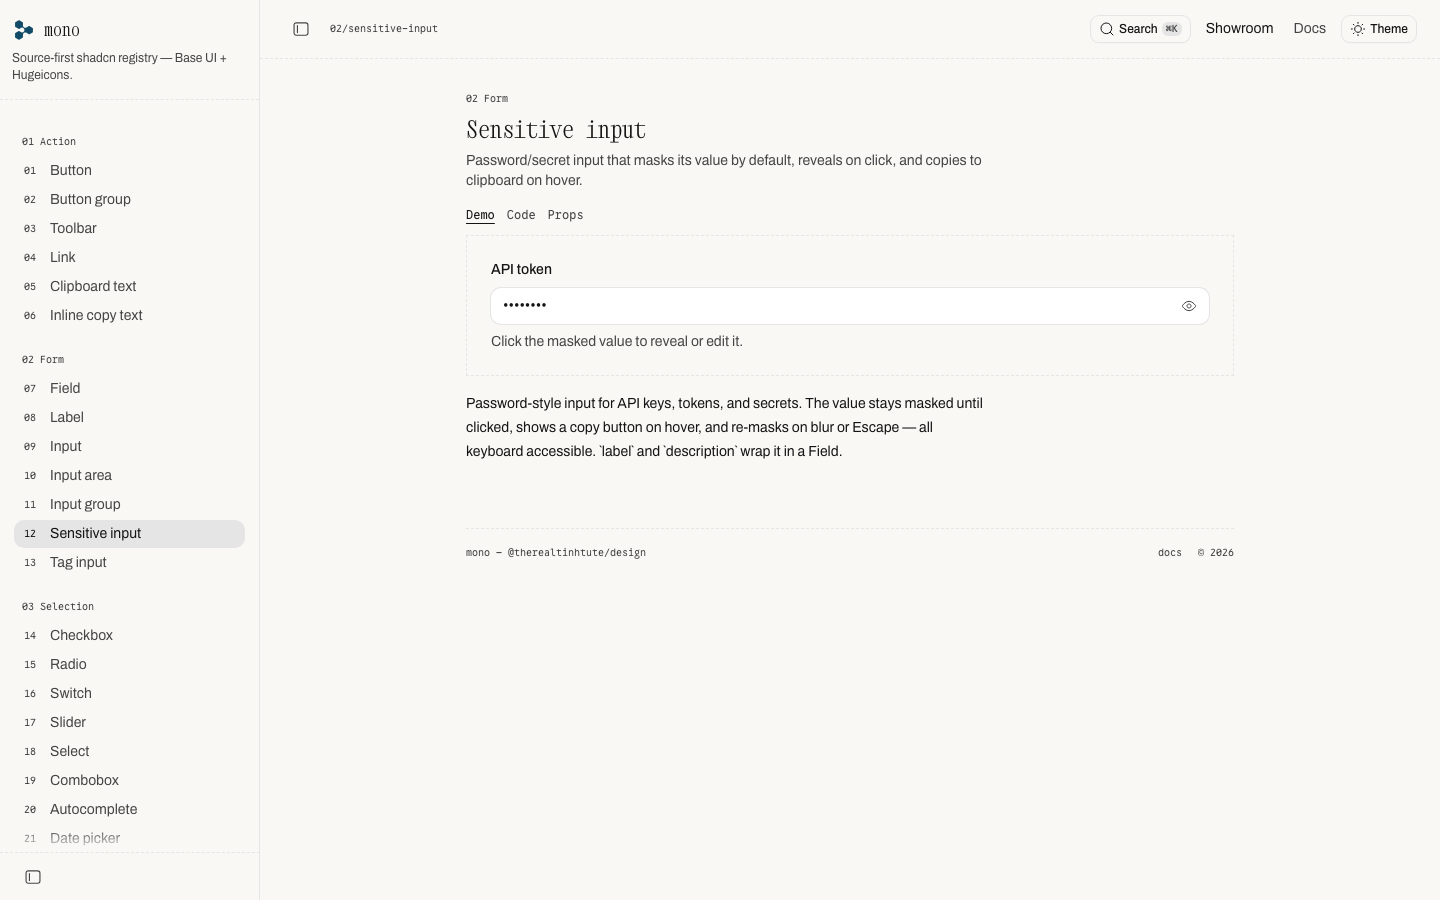 mono
Source-first shadcn registry — Base UI +
Hugeicons.
01 Action
01 Button
02 Button group
03 Toolbar
04 Link
05 Clipboard text
06 Inline copy text
02 Form
07 Field
08 Label
09 Input
10 Input area
11 Input group
12 Sensitive input
13 Tag input
03 Selection
14 Checkbox
15 Radio
16 Switch
17 Slider
18 Select
19 Combobox
20 Autocomplete
21 Date picker
02/sensitive-input
Search ⌘K
Showroom
Docs
Theme
02 Form
Sensitive input
Password/secret input that masks its value by default, reveals on click, and copies to
clipboard on hover.
Demo Code Props
API token
••••••••
Click the masked value to reveal or edit it.
Password-style input for API keys, tokens, and secrets. The value stays masked until
clicked, shows a copy button on hover, and re-masks on blur or Escape — all
keyboard accessible. `label` and `description` wrap it in a Field.
mono — @therealtinhtute/design
docs © 2026